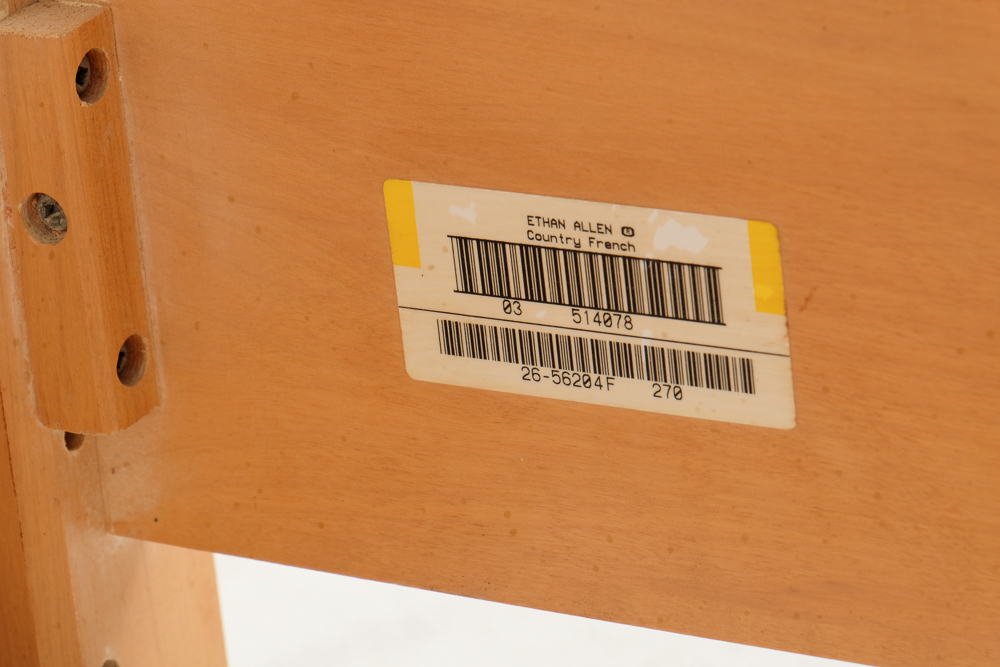 ETHAN ALLEN
Country French
03 514078
26-56204F 270